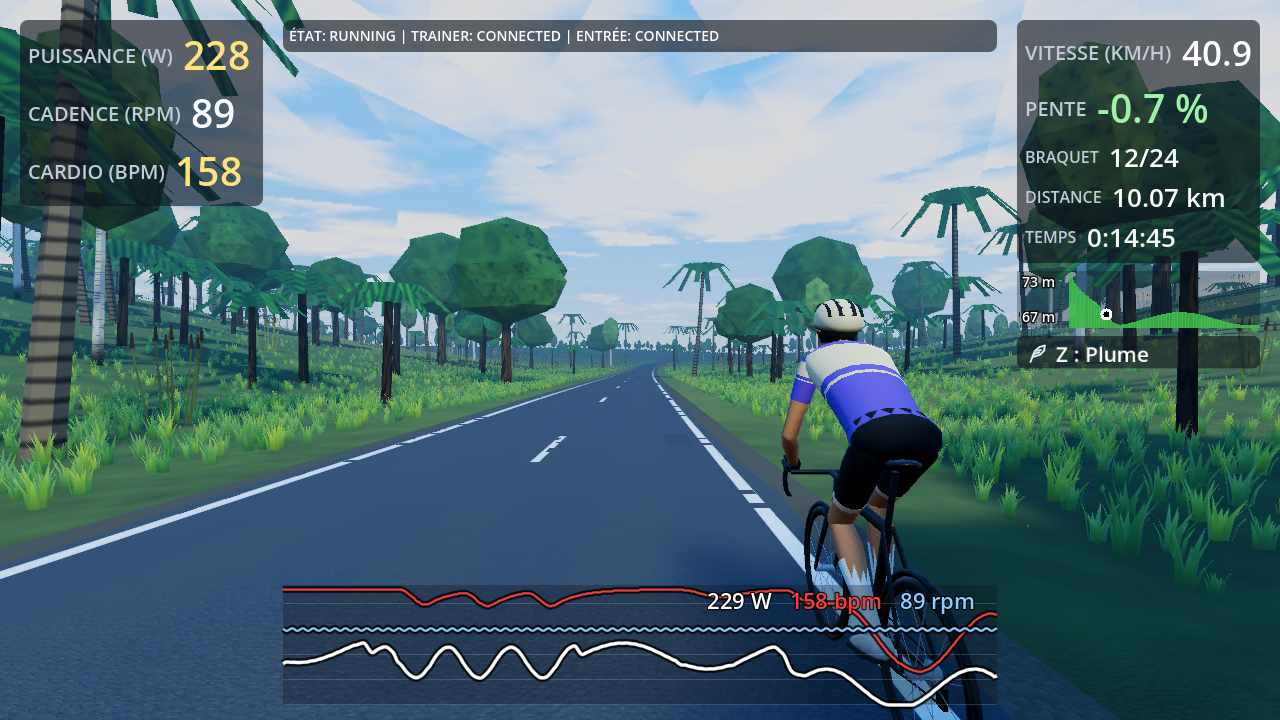 PUISSANCE (W) 228
CADENCE (RPM) 89
CARDIO (BPM) 158
ÉTAT: RUNNING | TRAINER: CONNECTED | ENTRÉE: CONNECTED
VITESSE (KM/H) 40.9
PENTE -0.7 %
BRAQUET 12/24
DISTANCE 10.07 km
TEMPS 0:14:45
73 m
67 m
Z : Plume
229 W 158 bpm 89 rpm